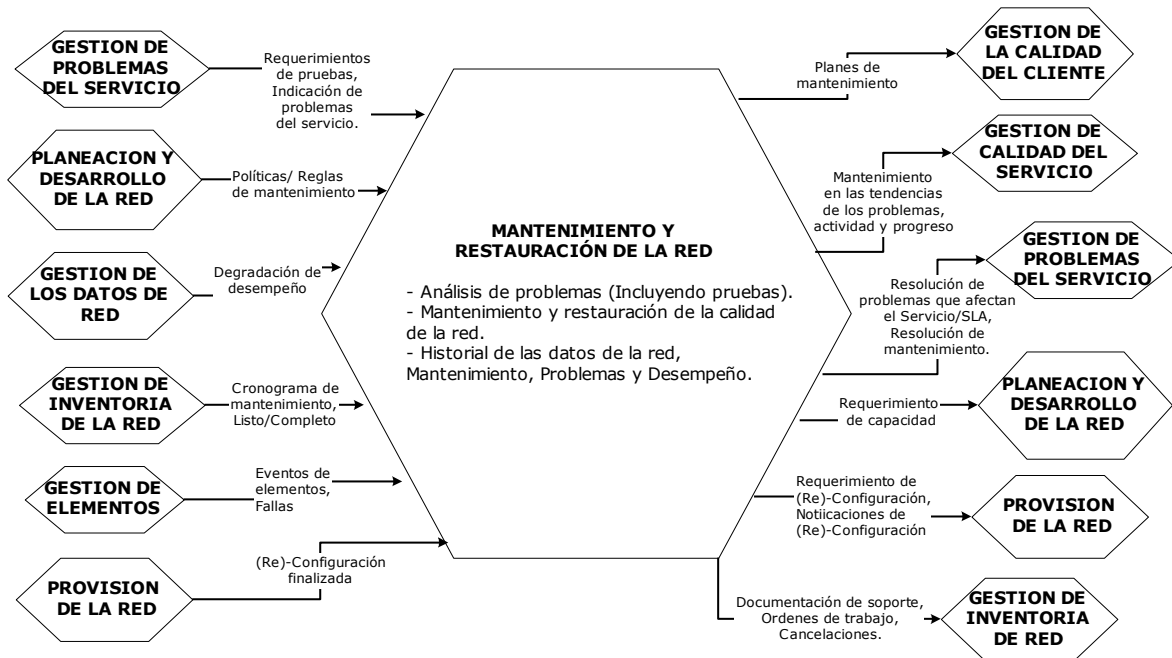 GESTION DE
PROBLEMAS
DEL SERVICIO
Requerimientos
de pruebas,
Indicación de
problemas
del servicio.
PLANEACION Y
DESARROLLO
DE LA RED
Políticas/ Reglas
de mantenimiento
GESTION DE
LOS DATOS DE
RED
Degradación de
desempeño
GESTION DE
INVENTORIA
DE LA RED
Cronograma de
mantenimiento,
Listo/Completo
GESTION DE
ELEMENTOS
Eventos de
elementos,
Fallas
PROVISION
DE LA RED
(Re)-Configuración
finalizada
MANTENIMIENTO Y
RESTAURACIÓN DE LA RED
- Análisis de problemas (Incluyendo pruebas).
- Mantenimiento y restauración de la calidad
de la red.
- Historial de las datos de la red,
Mantenimiento, Problemas y Desempeño.
Planes de
mantenimiento
GESTION DE
LA CALIDAD
DEL CLIENTE
Mantenimiento
en las tendencias
de los problemas,
actividad y progreso
GESTION DE
CALIDAD DEL
SERVICIO
Resolución de
problemas que afectan
el Servicio/SLA,
Resolución de
mantenimiento.
GESTION DE
PROBLEMAS
DEL SERVICIO
Requerimiento
de capacidad
PLANEACION Y
DESARROLLO
DE LA RED
Requerimiento de
(Re)-Configuración,
Notiicaciones de
(Re)-Configuración
PROVISION
DE LA RED
Documentación de soporte,
Ordenes de trabajo,
Cancelaciones.
GESTION DE
INVENTORIA
DE RED